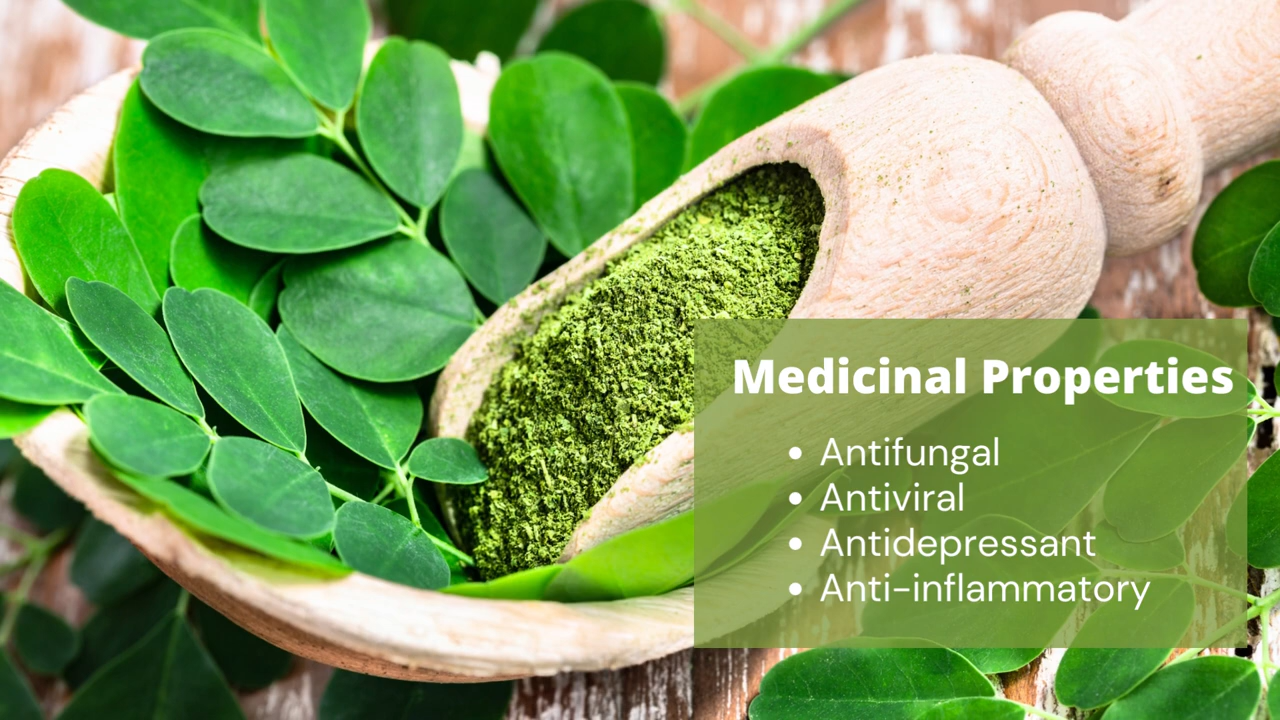 Medicinal Properties
• Antifungal
• Antiviral
• Antidepressant
• Anti-inflammatory